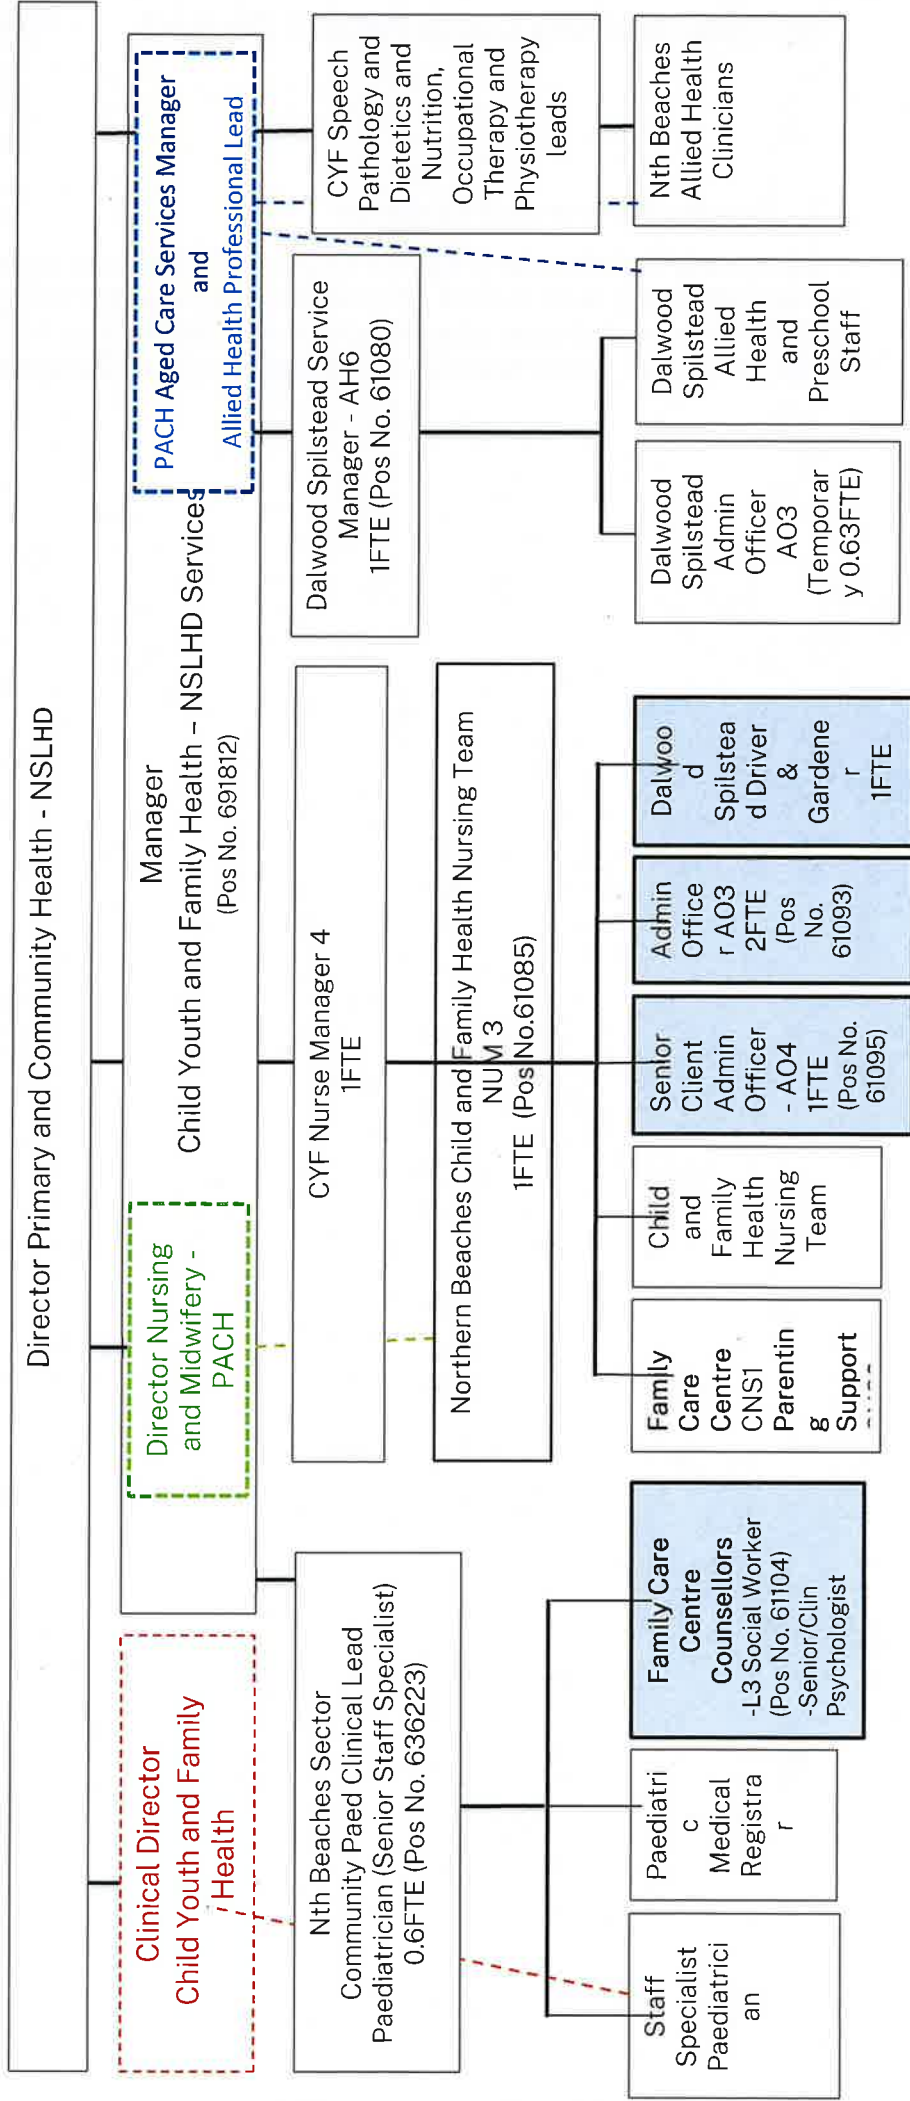 Director Primary and Community Health - NSLHD
Clinical Director
Child Youth and Family
Health
Director Nursing
and Midwifery -
PACH
Manager
Child Youth and Family Health – NSLHD Services
(Pos No. 691812)
PACH Aged Care Services Manager
and
Allied Health Professional Lead
Nth Beaches Sector
Community Paed Clinical Lead
Paediatrician (Senior Staff Specialist)
0.6FTE (Pos No. 636223)
CYF Nurse Manager 4
1FTE
Northern Beaches Child and Family Health Nursing Team
NUM 3
1FTE (Pos No.61085)
Dalwood Spilstead Service
Manager - AH6
1FTE (Pos No. 61080)
CYF Speech
Pathology and
Dietetics and
Nutrition,
Occupational
Therapy and
Physiotherapy
leads
Staff
Specialist
Paediatrici
an
Paediatri
c
Medical
Registra
r
Family Care
Centre
Counsellors
-L3 Social Worker
(Pos No. 61104)
-Senior/Clin
Psychologist
Family
Care
Centre
CNS1
Parentin
g
Support
Child
and
Family
Health
Nursing
Team
Senior
Client
Admin
Officer
- AO4
1FTE
(Pos No.
61095)
Admin
Office
r AO3
2FTE
(Pos
No.
61093)
Dalwoo
d
Spilstea
d Driver
&
Gardene
r
1FTE
Dalwood
Spilstead
Admin
Officer
AO3
(Temporar
y 0.63FTE)
Dalwood
Spilstead
Allied
Health
and
Preschool
Staff
Nth Beaches
Allied Health
Clinicians